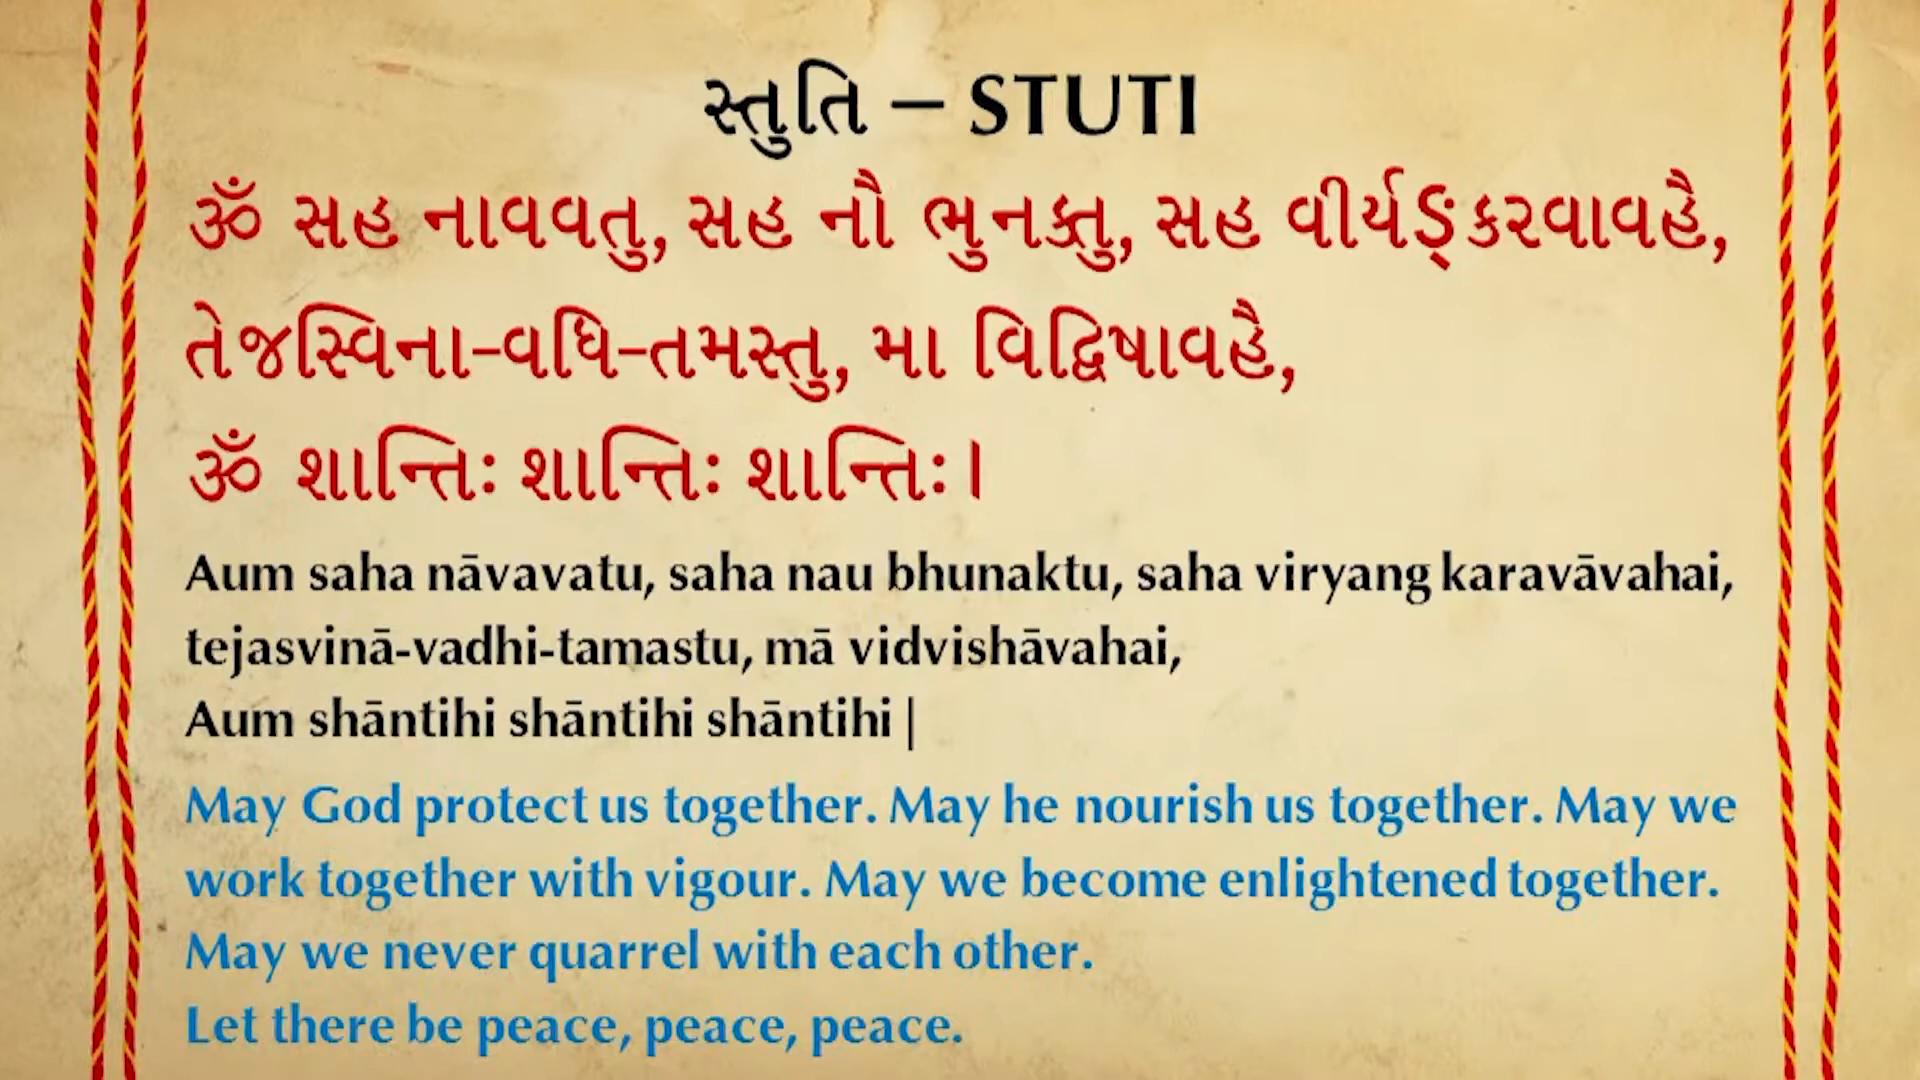 સ્તુતિ – STUTI
ૐ સહ નાવવતુ, સહ નૌ ભુનક્તુ, સહ વીર્યઙ્કરવાવહૈ,
તેજસ્વિના-વધિ-તમસ્તુ, મા વિદ્વિષાવહૈ,
ૐ શાન્તિઃ શાન્તિઃ શાન્તિઃ।
Aum saha nāvavatu, saha nau bhunaktu, saha viryang karavāvahai,
tejasvinā-vadhi-tamastu, mā vidvishāvahai,
Aum shāntihi shāntihi shāntihi |
May God protect us together. May he nourish us together. May we
work together with vigour. May we become enlightened together.
May we never quarrel with each other.
Let there be peace, peace, peace.